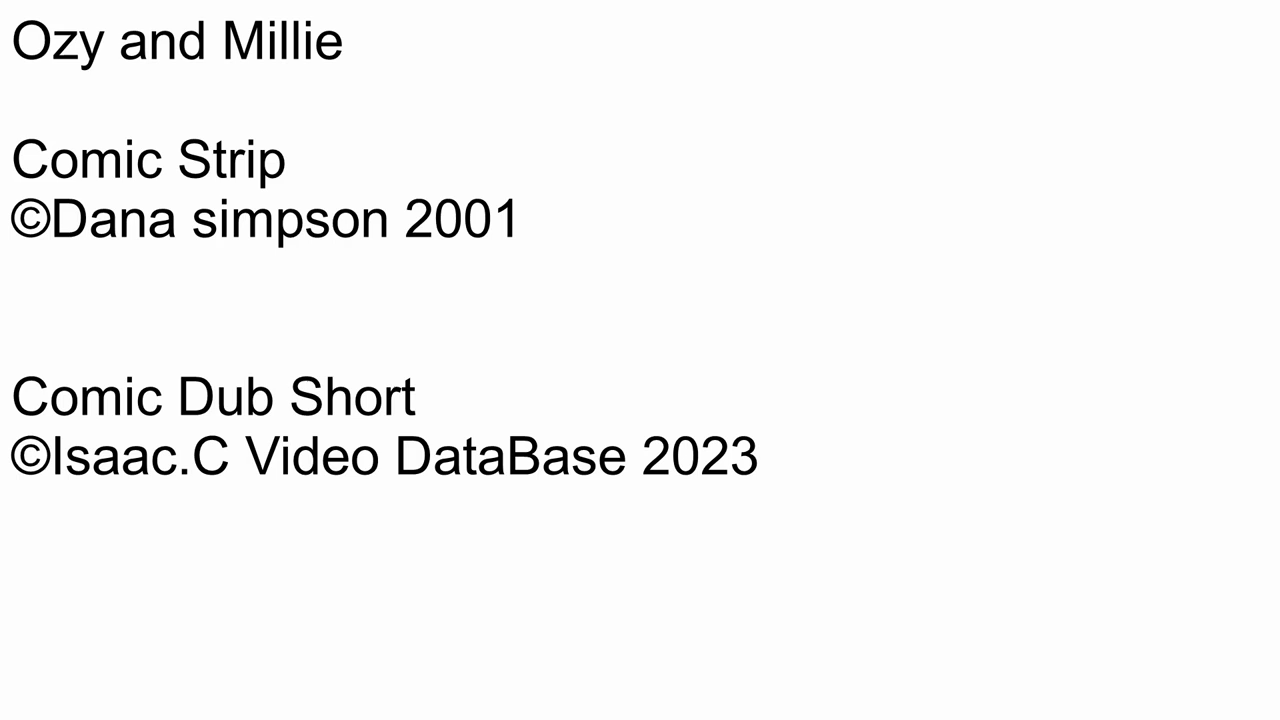 Ozy and Millie
Comic Strip
©Dana simpson 2001
Comic Dub Short
©Isaac.C Video DataBase 2023